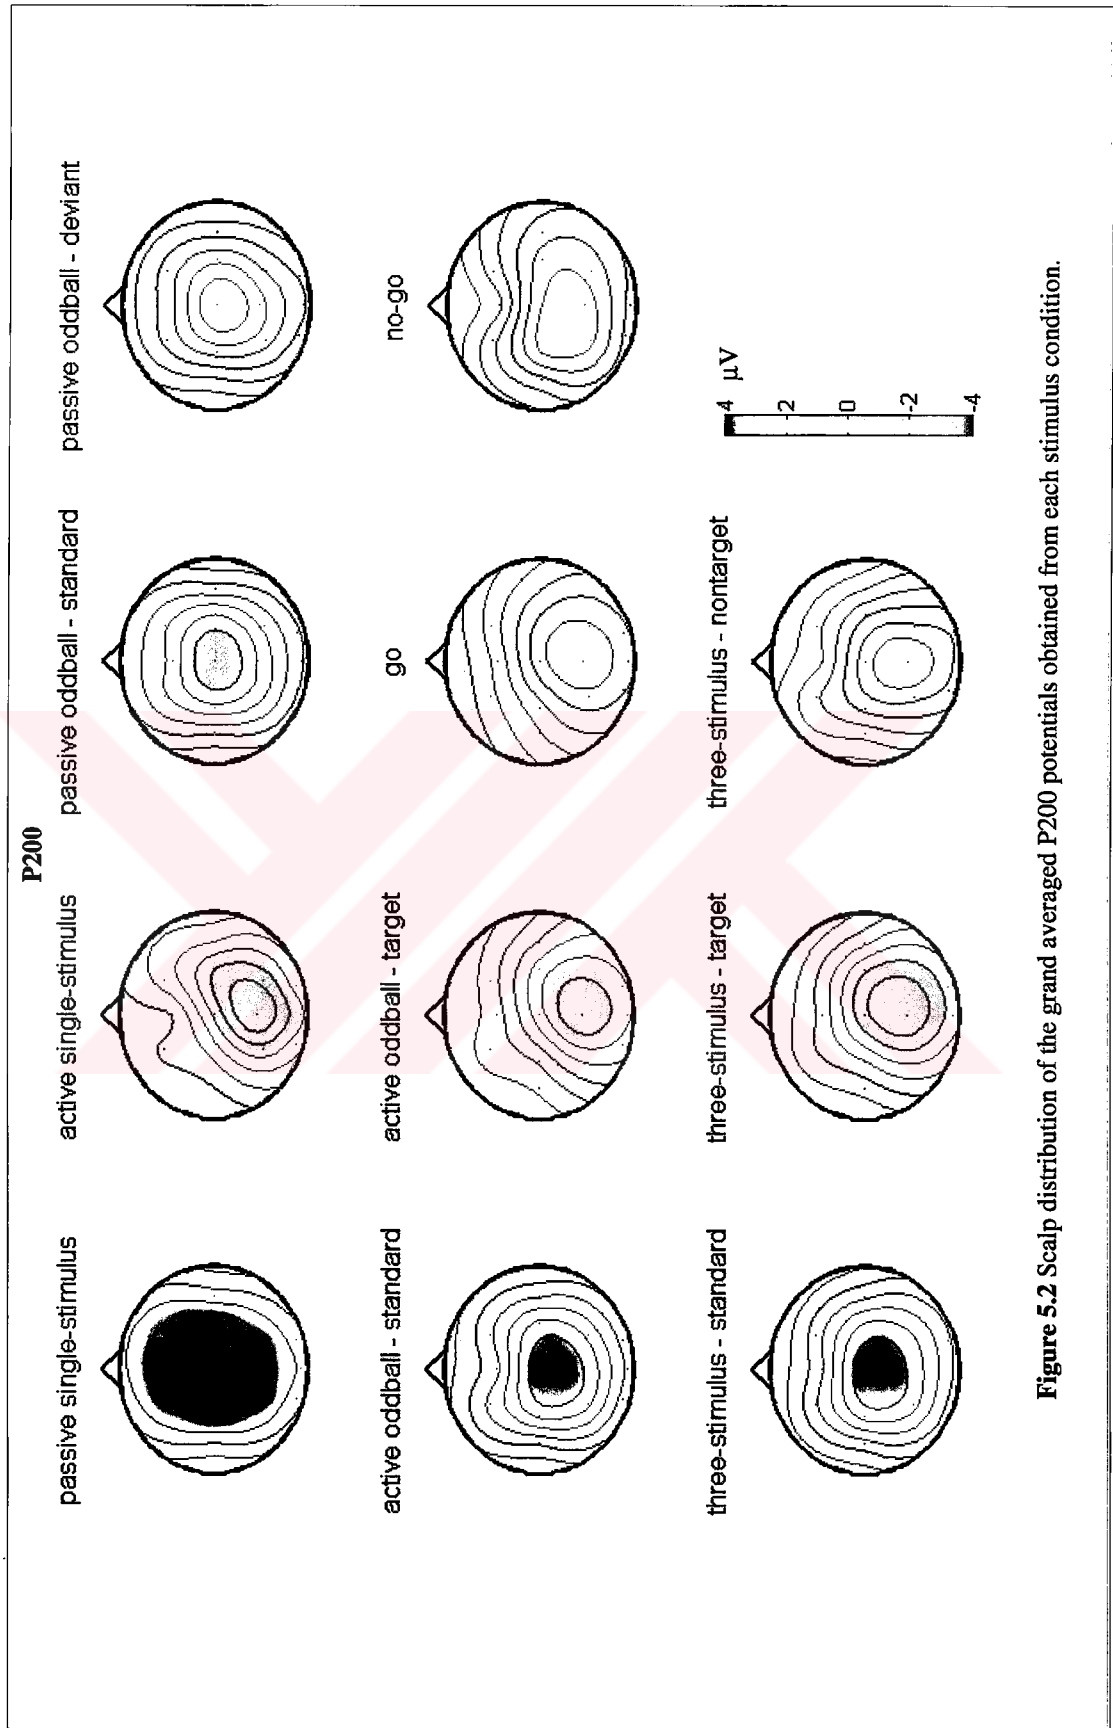 P200
passive single-stimulus
active single-stimulus
passive oddball - standard
passive oddball - deviant
active oddball - standard
active oddball - target
go
no-go
three-stimulus - standard
three-stimulus - target
three-stimulus - nontarget
4 µV
2
0
-2
-4
Figure 5.2 Scalp distribution of the grand averaged P200 potentials obtained from each stimulus condition.